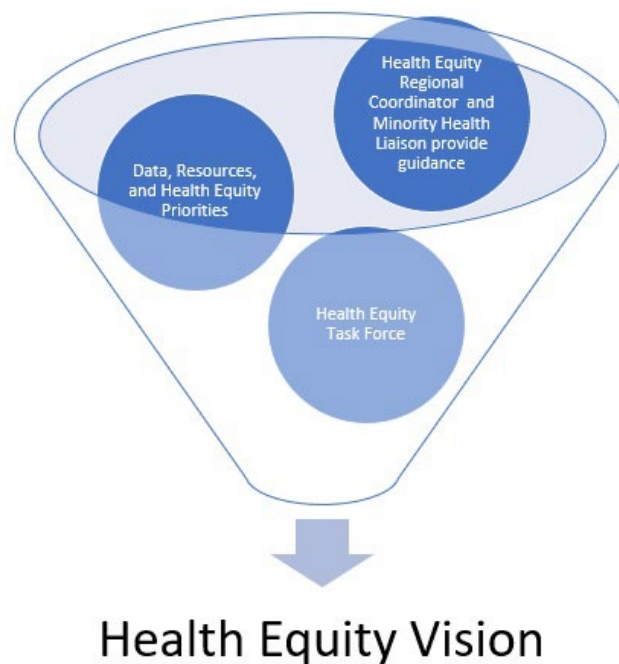 Health Equity
Regional
Coordinator and
Minority Health
Liaison provide
guidance
Data, Resources,
and Health Equity
Priorities
Health Equity
Task Force
Health Equity Vision